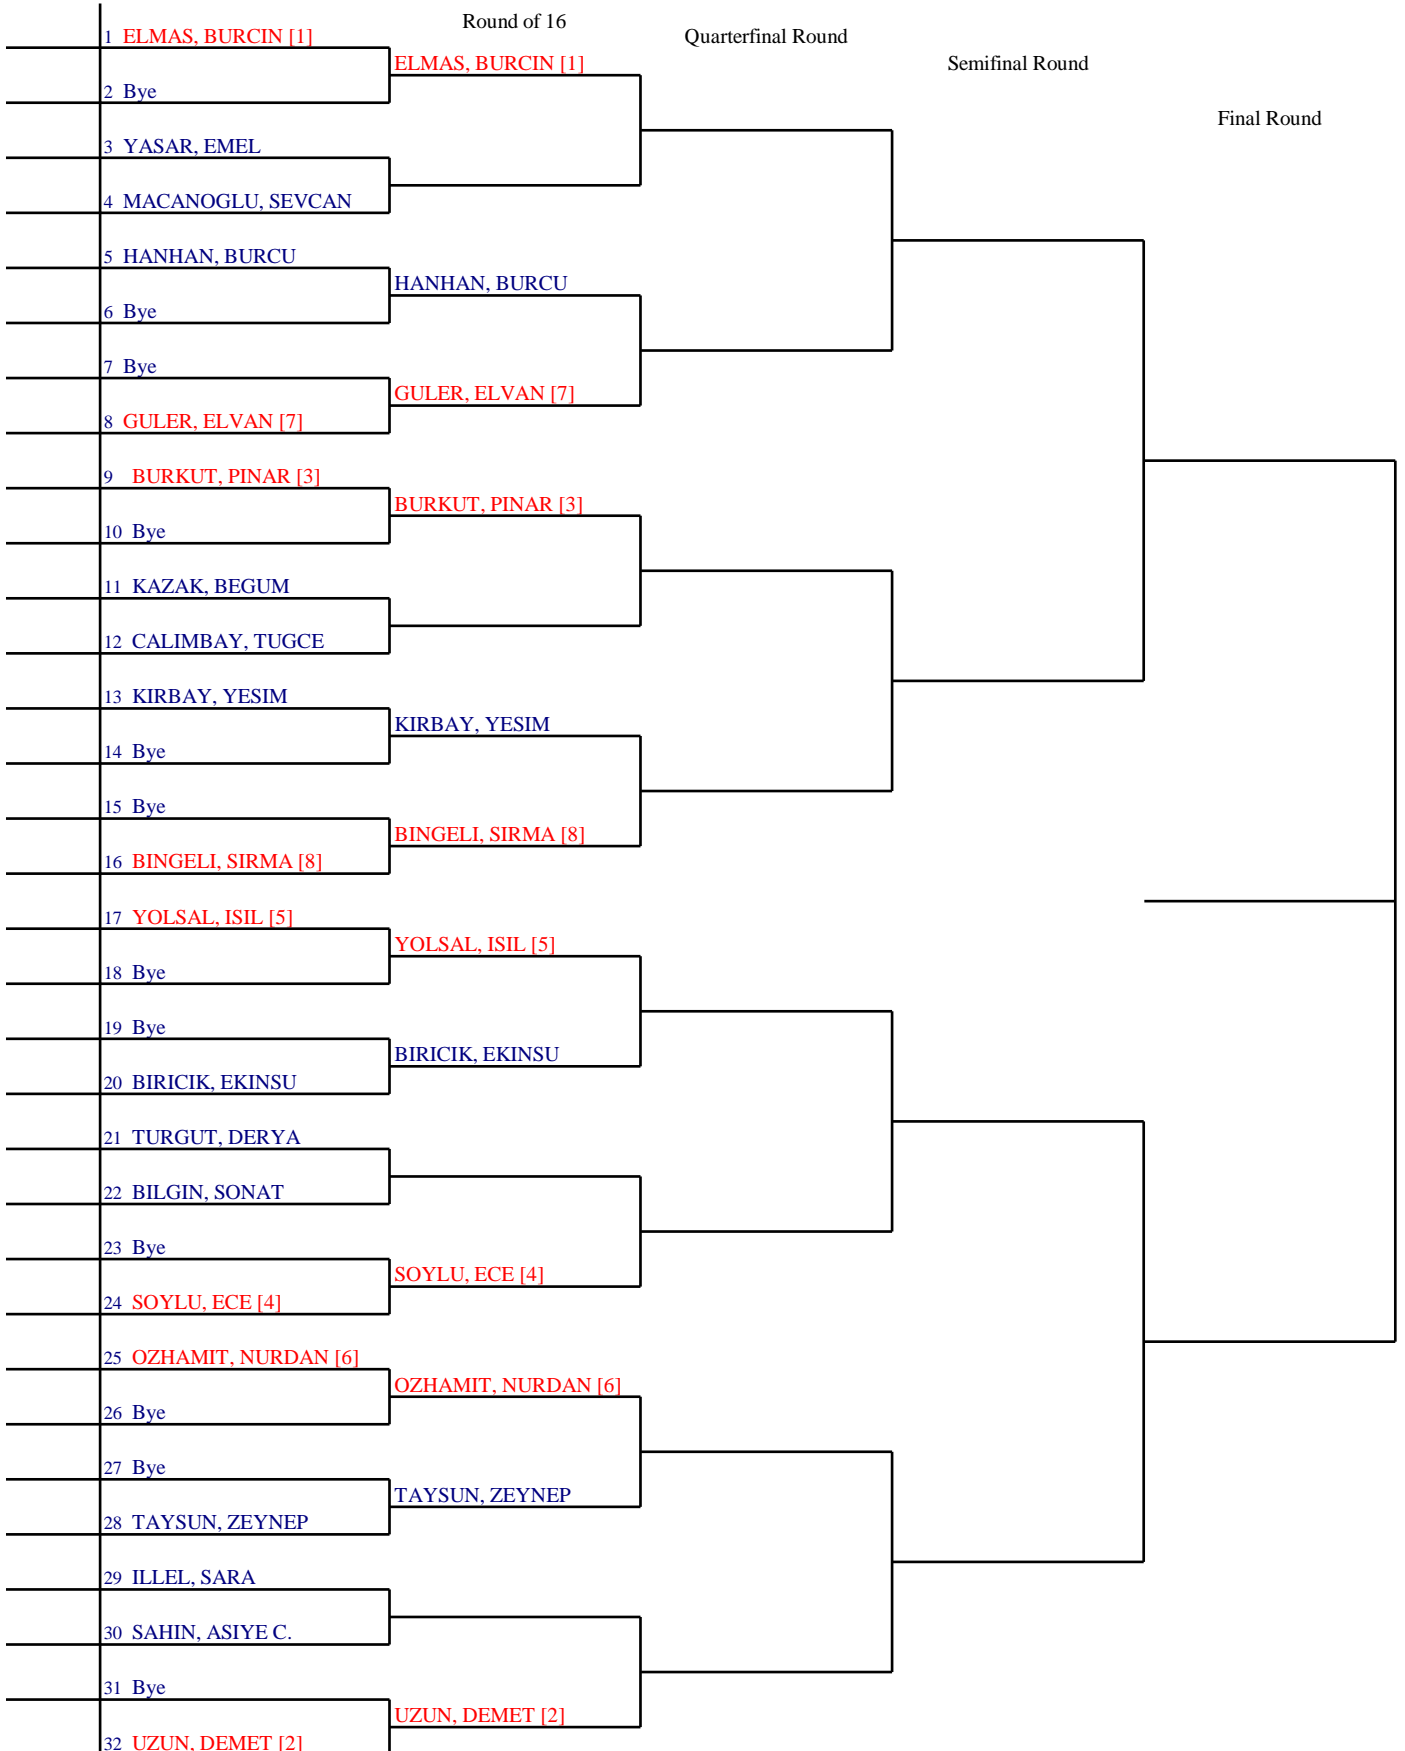 Round of 16
Quarterfinal Round
Semifinal Round
Final Round
1 ELMAS, BURCIN [1]
ELMAS, BURCIN [1]
2 Bye
3 YASAR, EMEL
4 MACANOGLU, SEVCAN
5 HANHAN, BURCU
HANHAN, BURCU
6 Bye
7 Bye
GULER, ELVAN [7]
8 GULER, ELVAN [7]
9 BURKUT, PINAR [3]
BURKUT, PINAR [3]
10 Bye
11 KAZAK, BEGUM
12 CALIMBAY, TUGCE
13 KIRBAY, YESIM
KIRBAY, YESIM
14 Bye
15 Bye
BINGELI, SIRMA [8]
16 BINGELI, SIRMA [8]
17 YOLSAL, ISIL [5]
YOLSAL, ISIL [5]
18 Bye
19 Bye
BIRICIK, EKINSU
20 BIRICIK, EKINSU
21 TURGUT, DERYA
22 BILGIN, SONAT
23 Bye
SOYLU, ECE [4]
24 SOYLU, ECE [4]
25 OZHAMIT, NURDAN [6]
OZHAMIT, NURDAN [6]
26 Bye
27 Bye
TAYSUN, ZEYNEP
28 TAYSUN, ZEYNEP
29 ILLEL, SARA
30 SAHIN, ASIYE C.
31 Bye
UZUN, DEMET [2]
32 UZUN, DEMET [2]